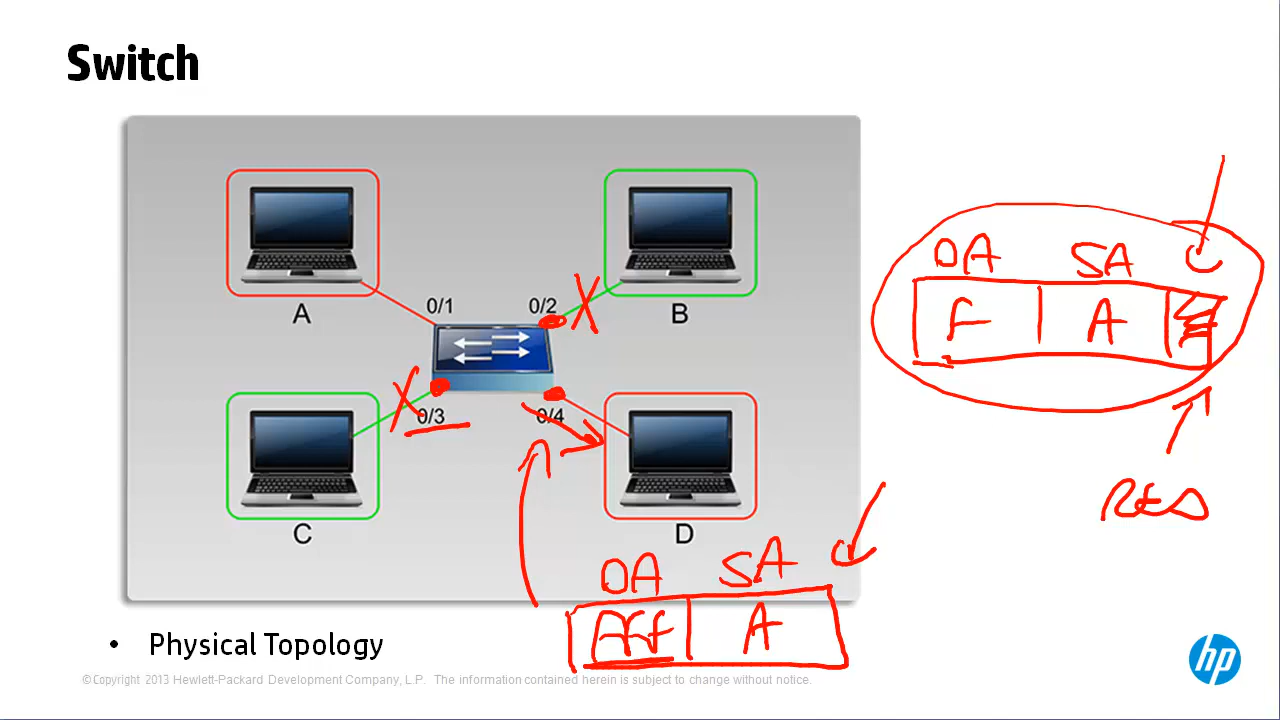 Switch
A
B
0/1
0/2
0/3
0/4
C
D
DA SA
F A
RED
DA SA
FFF A
• Physical Topology
©Copyright 2013 Hewlett-Packard Development Company, L.P. The information contained herein is subject to change without notice.
hp